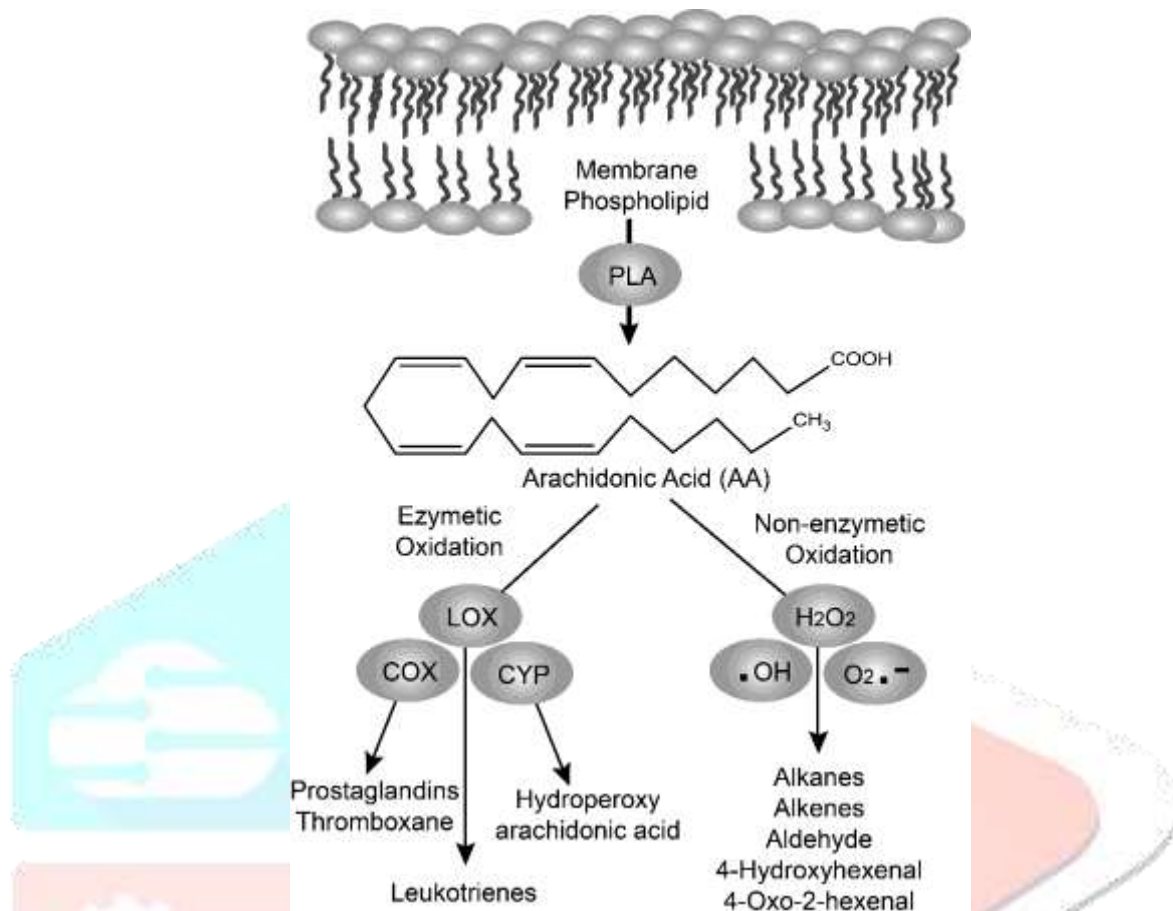 Membrane
Phospholipid
PLA
COOH
CH3
Arachidonic Acid (AA)
Ezymetic
Oxidation
Non-enzymetic
Oxidation
LOX
COX
CYP
H2O2
.OH
O2.-
Prostaglandins
Thromboxane
Hydroperoxy
arachidonic acid
Leukotrienes
Alkanes
Alkenes
Aldehyde
4-Hydroxyhexenal
4-Oxo-2-hexenal